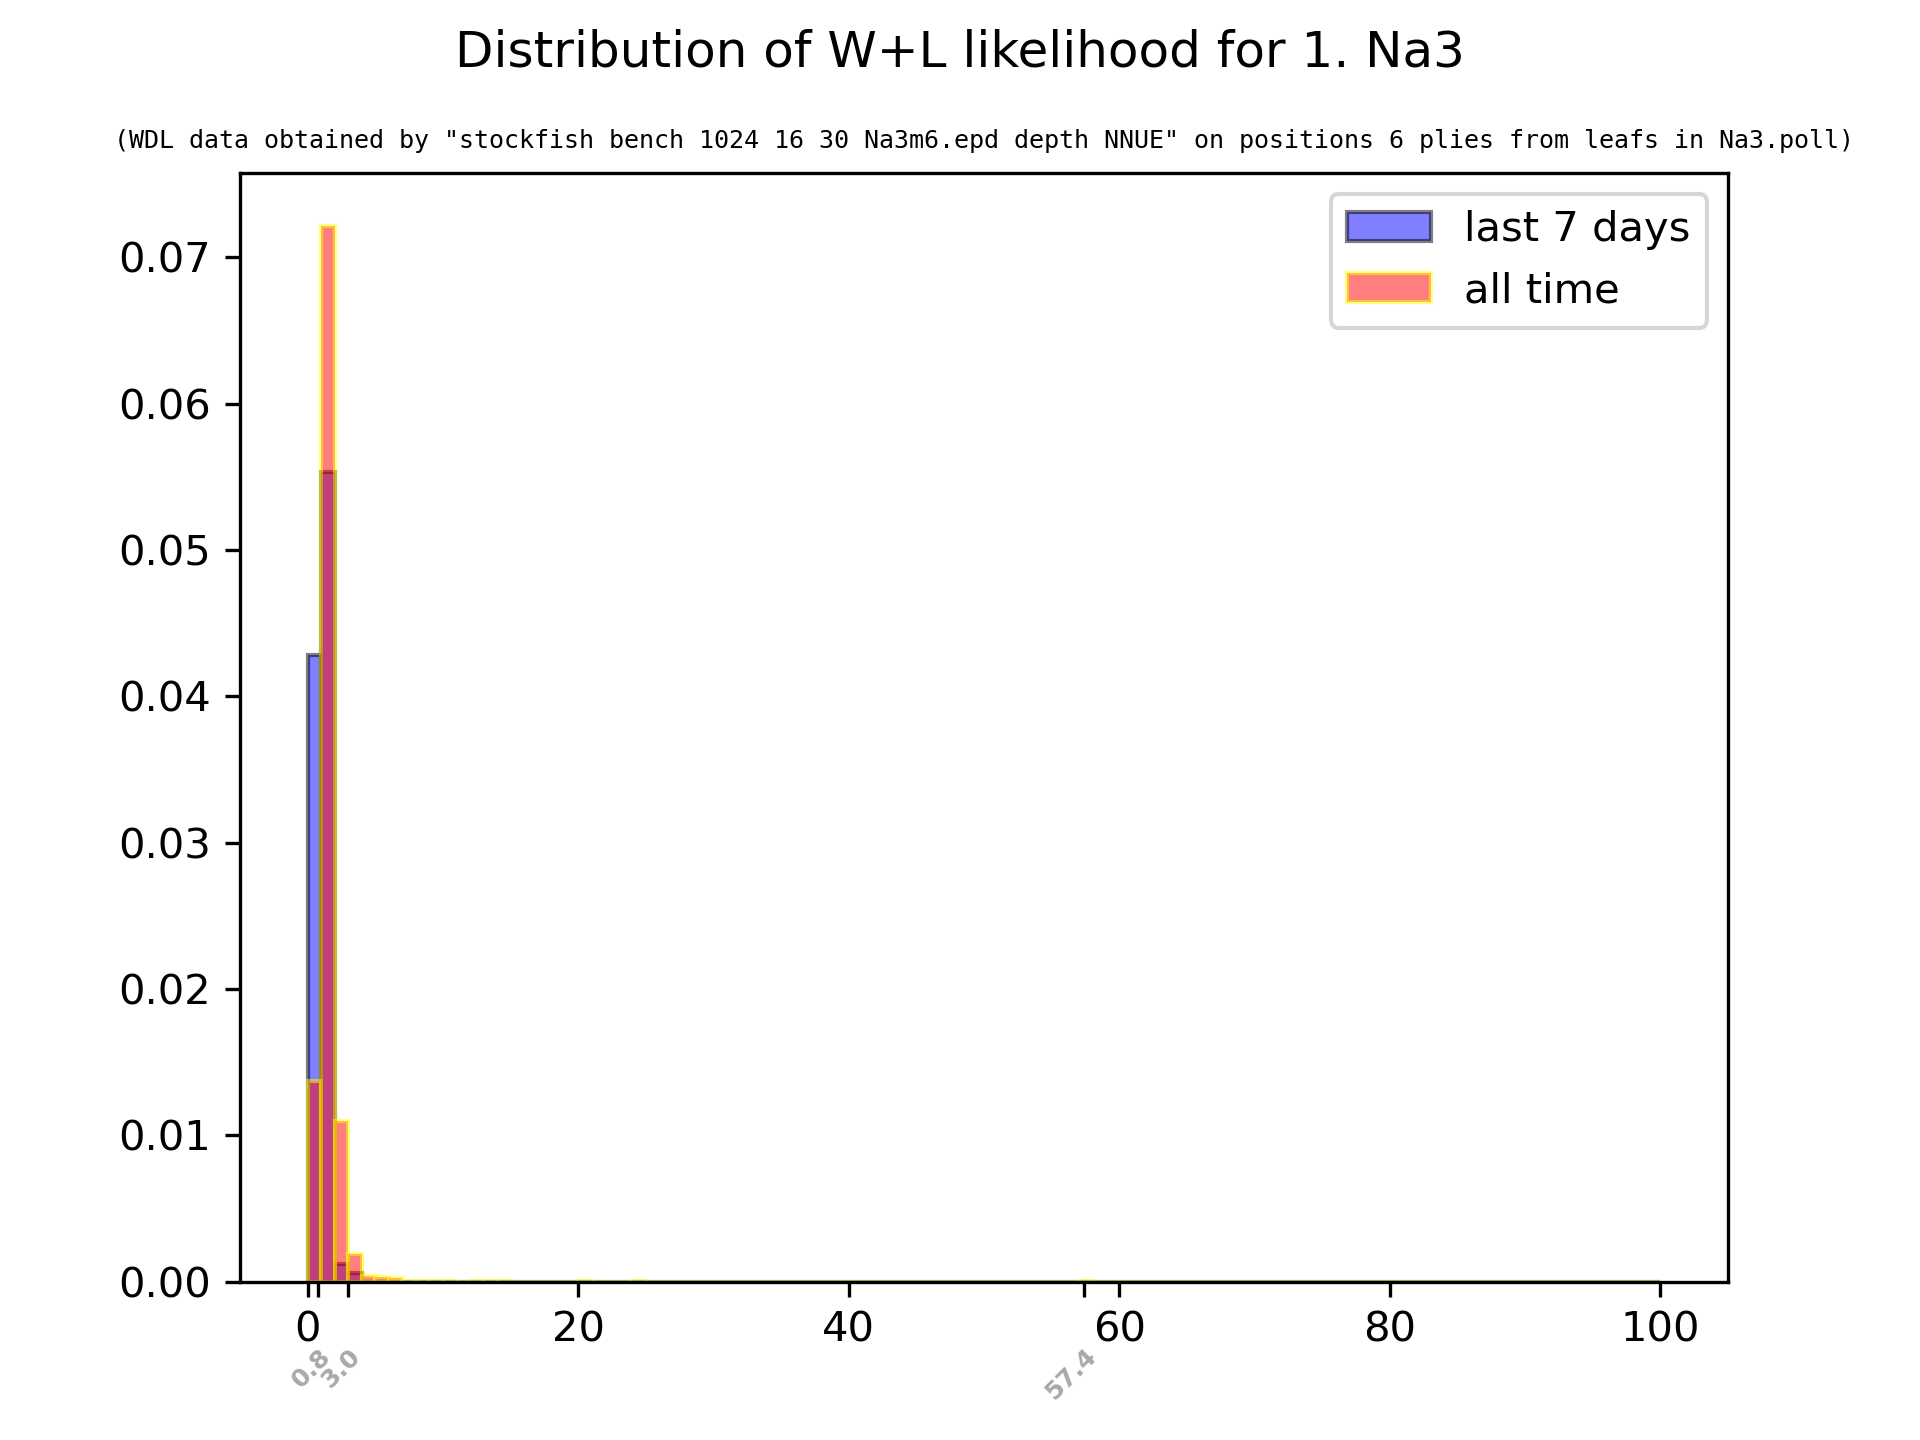 Distribution of W+L likelihood for 1. Na3
(WDL data obtained by "stockfish bench 1024 16 30 Na3m6.epd depth NNUE" on positions 6 plies from leafs in Na3.poll)
last 7 days
all time
0.07
0.06
0.05
0.04
0.03
0.02
0.01
0.00
0 20 40 60 80 100
0.8 3.0 57.4